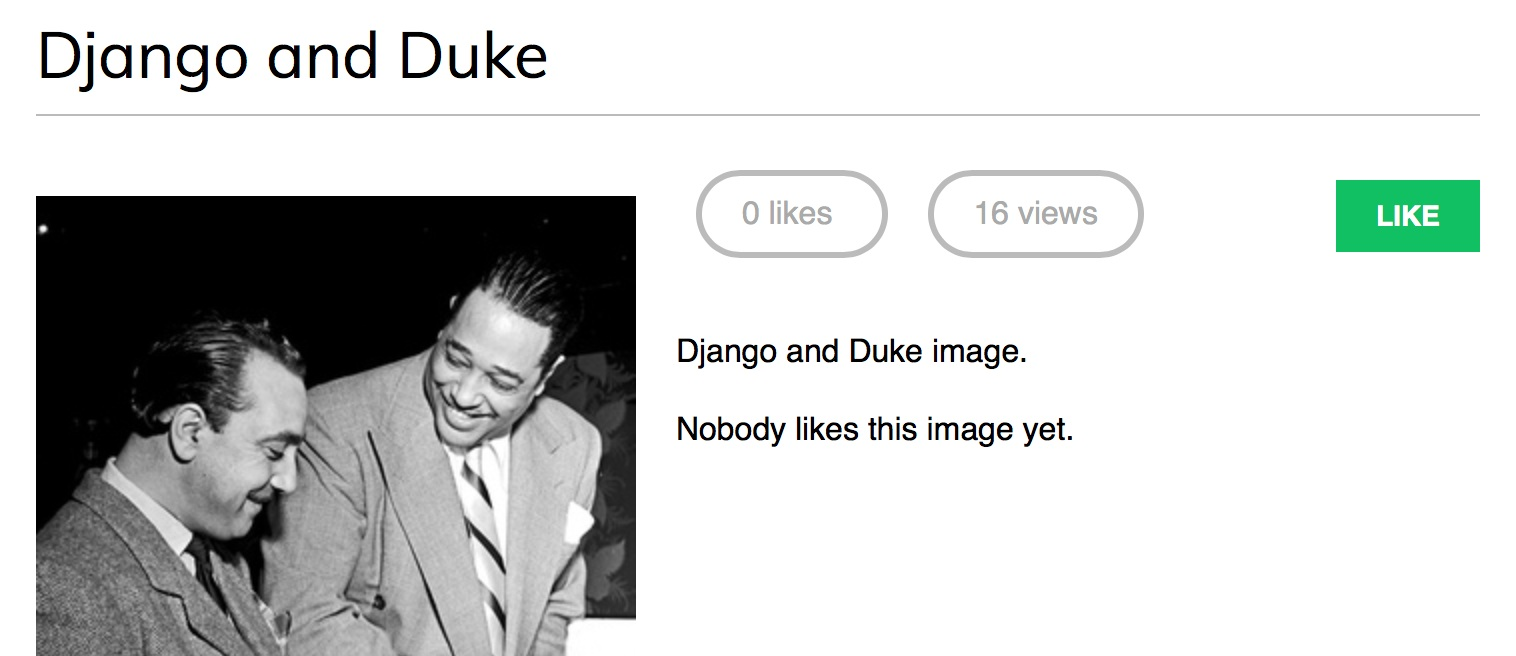 Django and Duke
0 likes
16 views
LIKE
Django and Duke image.
Nobody likes this image yet.